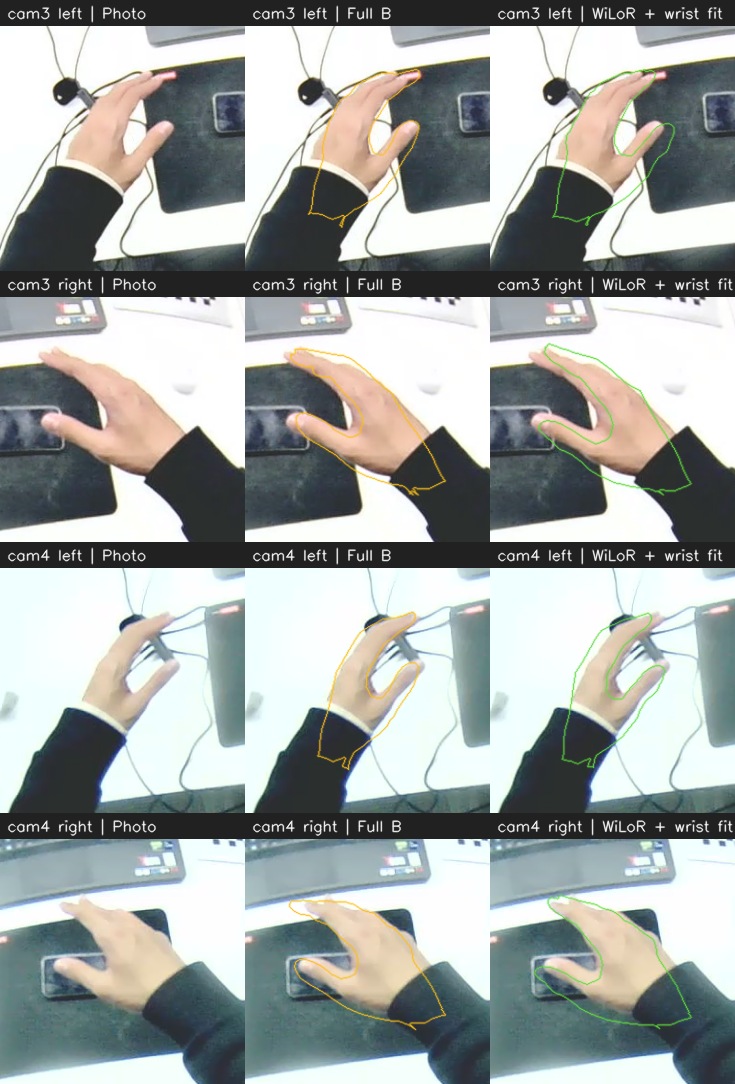 cam3 left | Photo
cam3 left | Full B
cam3 left | WiLoR + wrist fit
cam3 right | Photo
cam3 right | Full B
cam3 right | WiLoR + wrist fit
cam4 left | Photo
cam4 left | Full B
cam4 left | WiLoR + wrist fit
cam4 right | Photo
cam4 right | Full B
cam4 right | WiLoR + wrist fit